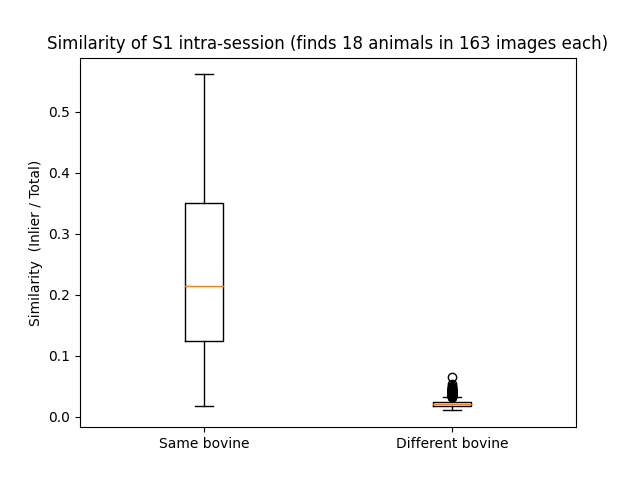 Similarity of S1 intra-session (finds 18 animals in 163 images each)
Similarity  (Inlier / Total)
0.5
0.4
0.3
0.2
0.1
0.0
Same bovine
Different bovine